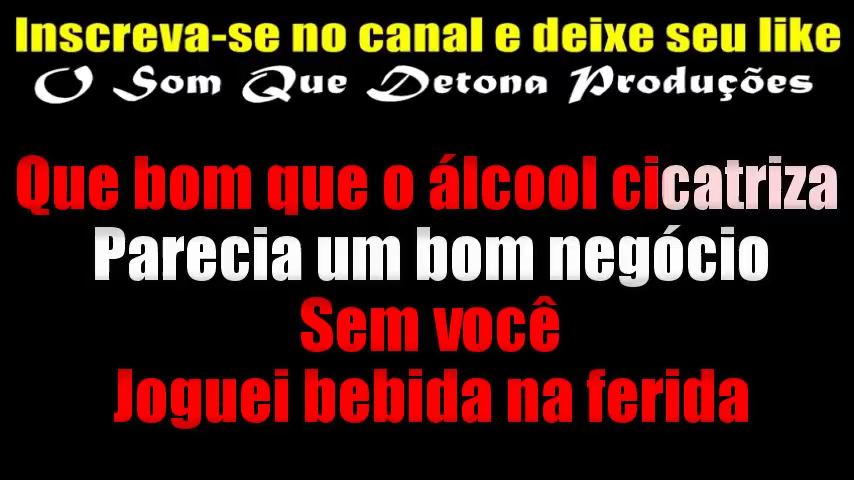 Inscreva-se no canal e deixe seu like
O Som Que Detona Produções
Que bom que o álcool cicatriza
Parecia um bom negócio
Sem você
Joguei bebida na ferida